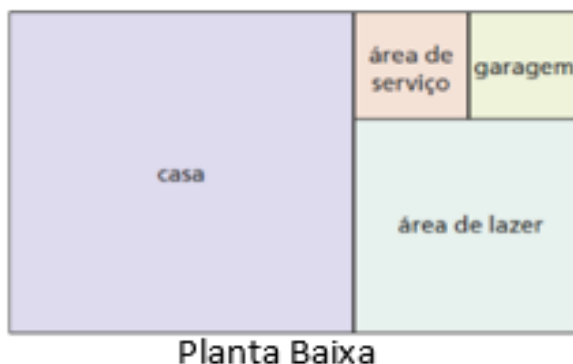 área de
serviço
garagem
casa
área de lazer
Planta Baixa